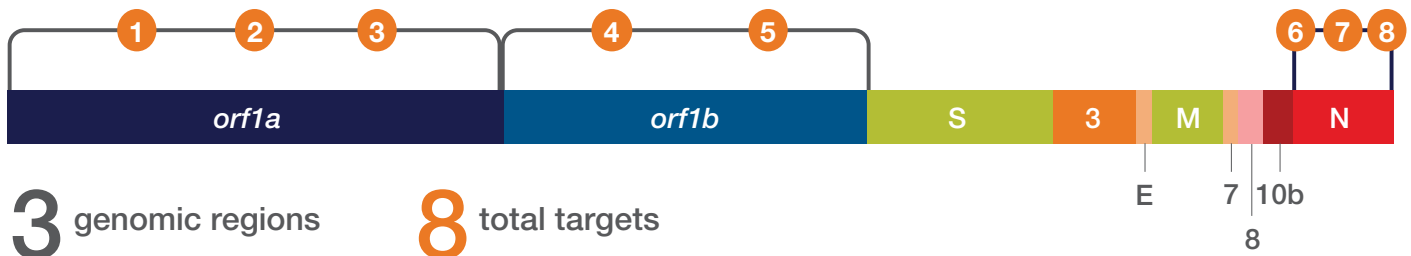 1 2 3 4 5 6 7 8
orf1a orf1b S 3 M N
E 7 10b
8
3 genomic regions 8 total targets